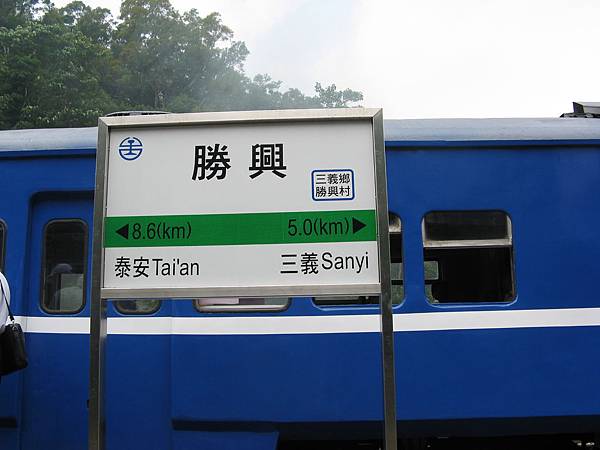 勝興
三義鄉
勝興村
◀8.6(km) 5.0(km)▶
泰安Tai'an 三義Sanyi